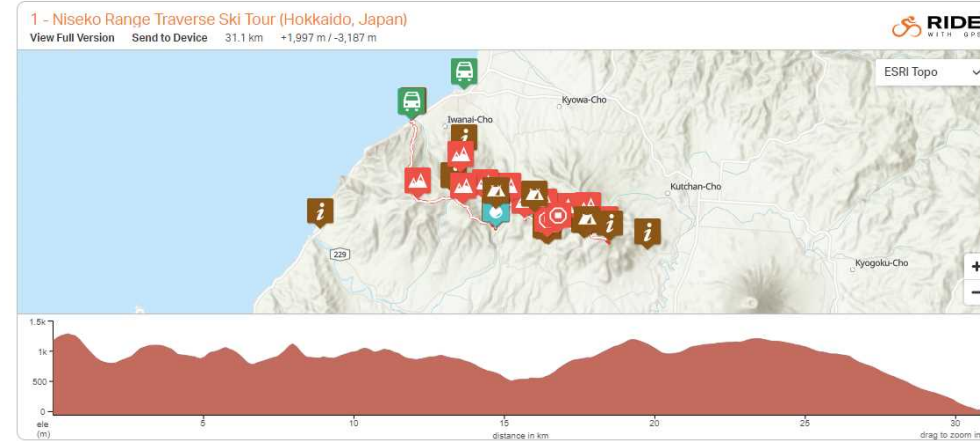 1 - Niseko Range Traverse Ski Tour (Hokkaido, Japan)
View Full Version Send to Device 31.1 km +1,997 m / -3,187 m
RIDE
WITH GPS
ESRI Topo
Kyowa-Cho
Iwanai-Cho
i
Kutchan-Cho
i
i
i
229
Kyogoku-Cho
+
−
1.5k
1k
500
0
ele
(m)
5 10 15 20 25 30
distance in km
drag to zoom in